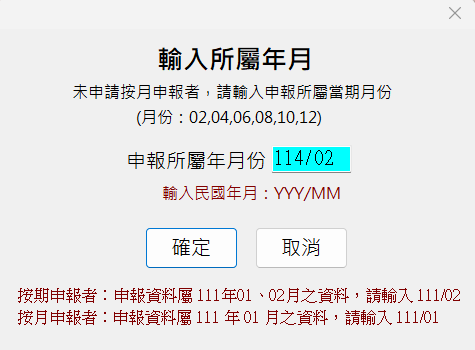 輸入所屬年月
未申請按月申報者，請輸入申報所屬當期月份
(月份：02,04,06,08,10,12)
申報所屬年月份 114/02
輸入民國年月：YYY/MM
確定 取消
按期申報者：申報資料屬 111年01、02月之資料，請輸入 111/02
按月申報者：申報資料屬 111 年 01 月之資料，請輸入 111/01